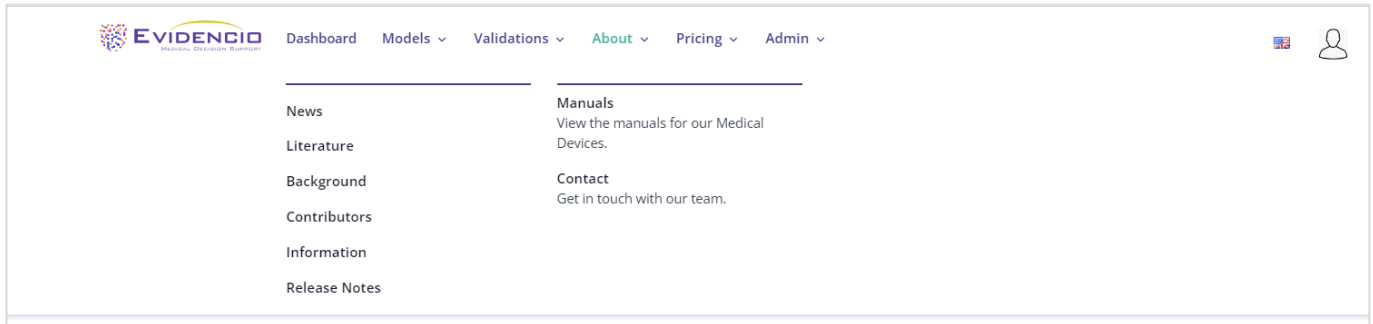 EVIDENCIO
MEDICAL DECISION SUPPORT
Dashboard Models Validations About Pricing Admin
News
Literature
Background
Contributors
Information
Release Notes
Manuals
View the manuals for our Medical
Devices.
Contact
Get in touch with our team.